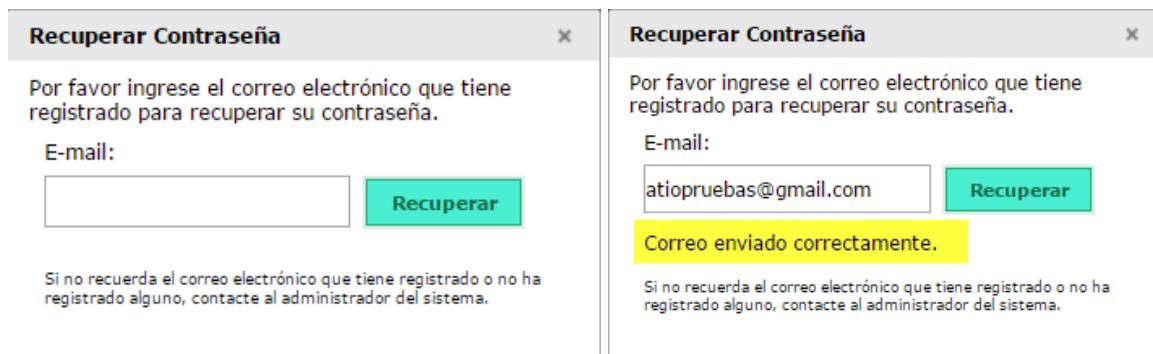 Recuperar Contraseña ×
Por favor ingrese el correo electrónico que tiene
registrado para recuperar su contraseña.
E-mail:
Recuperar
Si no recuerda el correo electrónico que tiene registrado o no ha
registrado alguno, contacte al administrador del sistema.
Recuperar Contraseña ×
Por favor ingrese el correo electrónico que tiene
registrado para recuperar su contraseña.
E-mail:
atiopruebas@gmail.com Recuperar
Correo enviado correctamente.
Si no recuerda el correo electrónico que tiene registrado o no ha
registrado alguno, contacte al administrador del sistema.